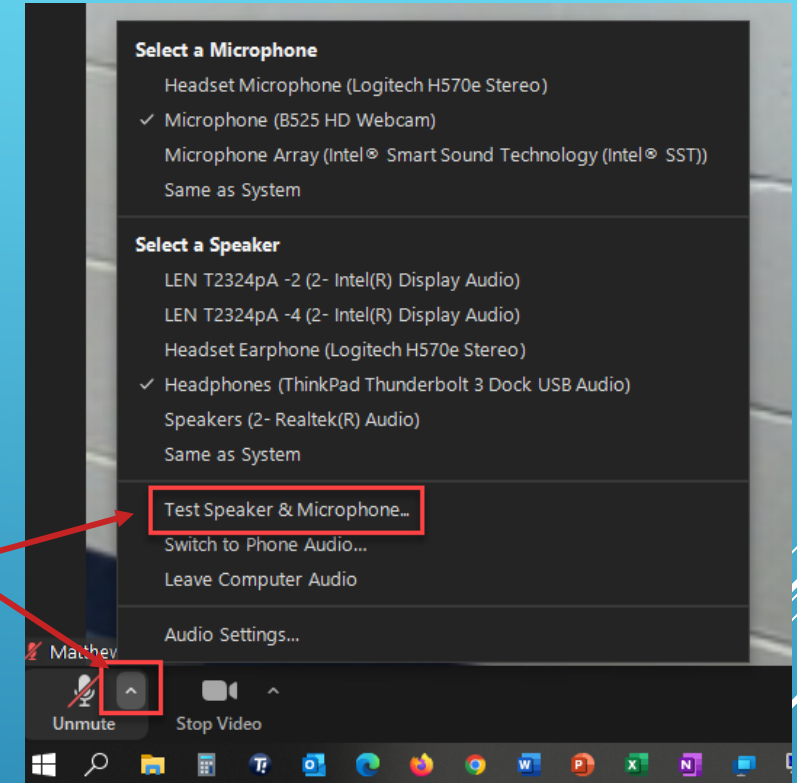 Select a Microphone
Headset Microphone (Logitech H570e Stereo)
✓ Microphone (B525 HD Webcam)
Microphone Array (Intel® Smart Sound Technology (Intel® SST))
Same as System
Select a Speaker
LEN T2324pA -2 (2- Intel(R) Display Audio)
LEN T2324pA -4 (2- Intel(R) Display Audio)
Headset Earphone (Logitech H570e Stereo)
✓ Headphones (ThinkPad Thunderbolt 3 Dock USB Audio)
Speakers (2- Realtek(R) Audio)
Same as System
Test Speaker & Microphone...
Switch to Phone Audio...
Leave Computer Audio
Audio Settings...
Matthew
Unmute Stop Video